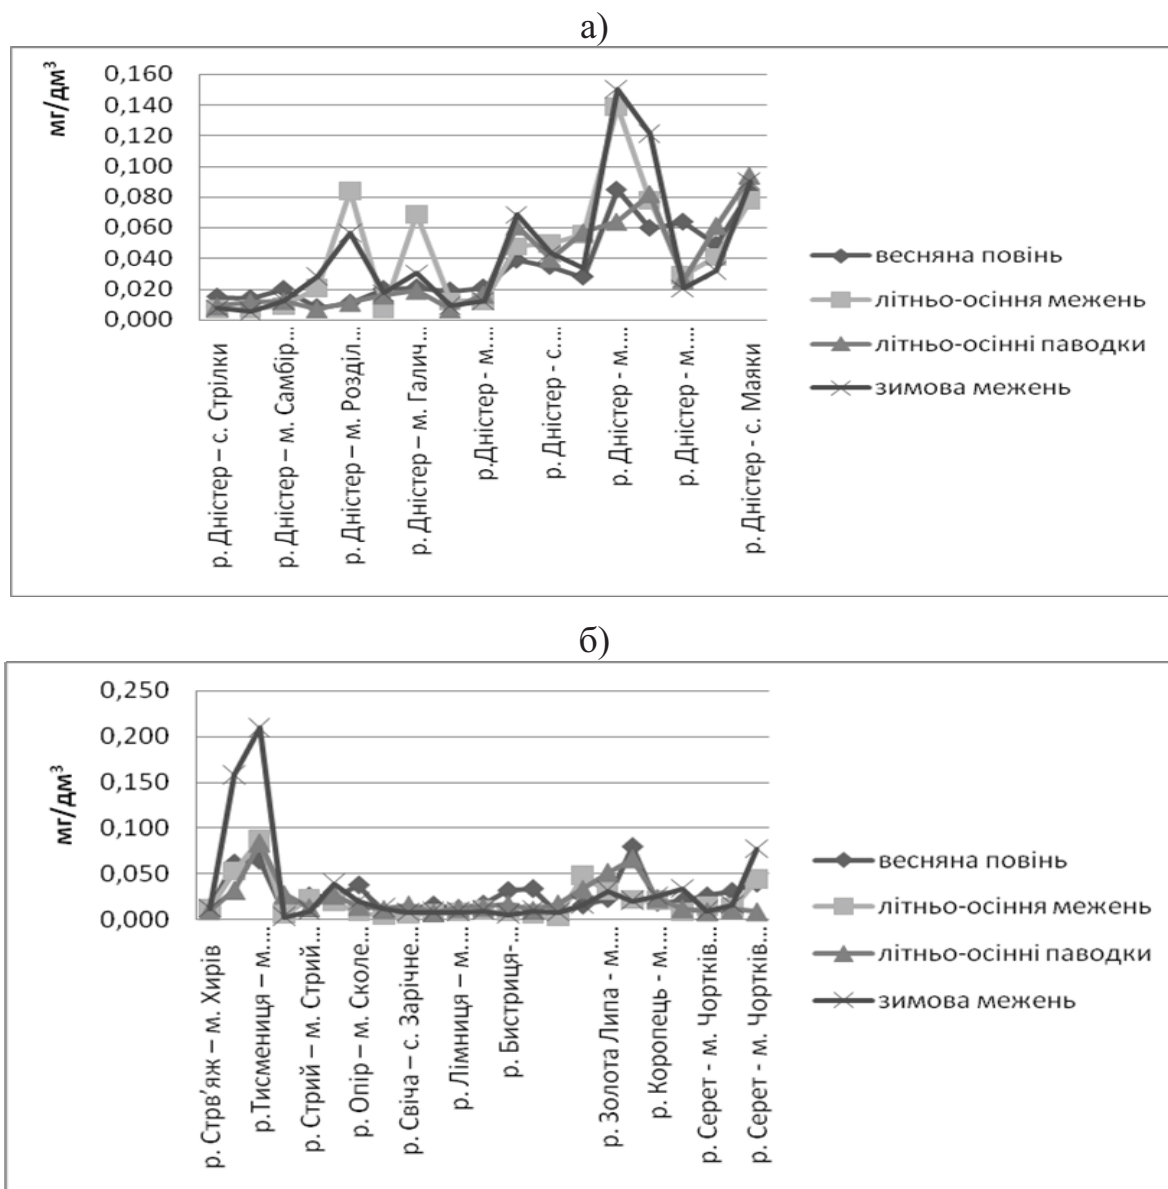 а)
мг/дм³
0,160
0,140
0,120
0,100
0,080
0,060
0,040
0,020
0,000
р. Дністер – с. Стрілки
р. Дністер – м. Самбір...
р. Дністер – м. Розділ...
р. Дністер – м. Галич...
р.Дністер - м....
р. Дністер - с....
р. Дністер - м....
р. Дністер - м....
р. Дністер - с. Маяки
весняна повінь
літньо-осіння межень
літньо-осінні паводки
зимова межень
б)
мг/дм³
0,250
0,200
0,150
0,100
0,050
0,000
р. Стрв'яж – м. Хирів
р.Тисмениця – м....
р. Стрий – м. Стрий...
р. Опір – м. Сколе...
р. Свіча – с. Зарічне...
р. Лімниця – м....
р. Бистриця-...
р. Золота Липа - м....
р. Коропець - м....
р. Серет - м. Чортків...
р. Серет - м. Чортків...
весняна повінь
літньо-осіння межень
літньо-осінні паводки
зимова межень